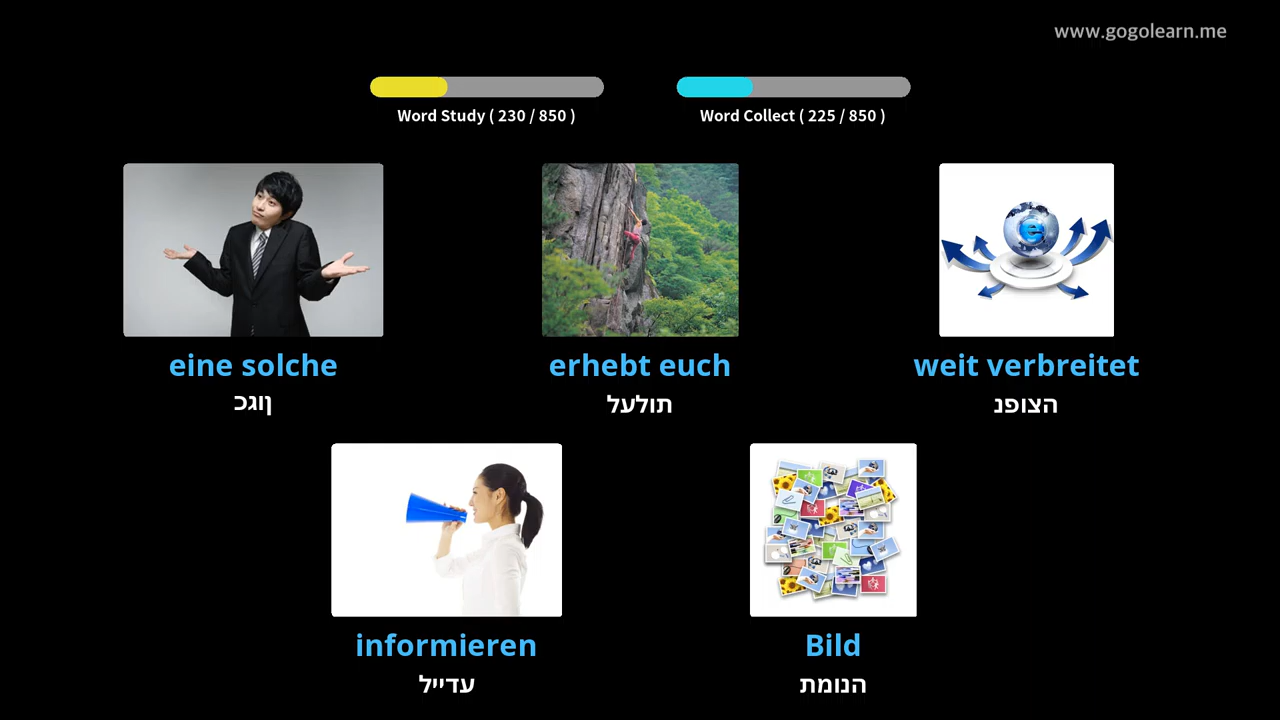 www.gogolearn.me
Word Study ( 230 / 850 )
Word Collect ( 225 / 850 )
eine solche
ןוגכ
erhebt euch
תולעל
weit verbreitet
הצופנ
informieren
עדייל
Bild
הנומת